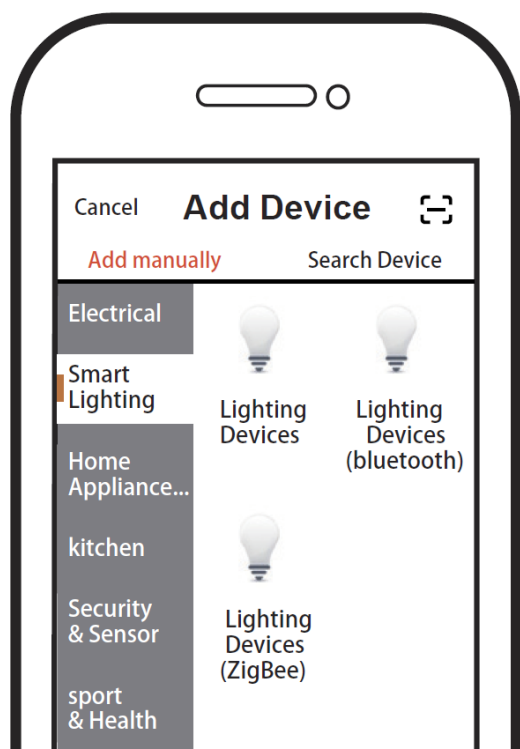 Cancel Add Device
Add manually Search Device
Electrical
Smart
Lighting
Home
Appliance...
kitchen
Security
& Sensor
sport
& Health
Lighting
Devices
Lighting
Devices
(bluetooth)
Lighting
Devices
(ZigBee)